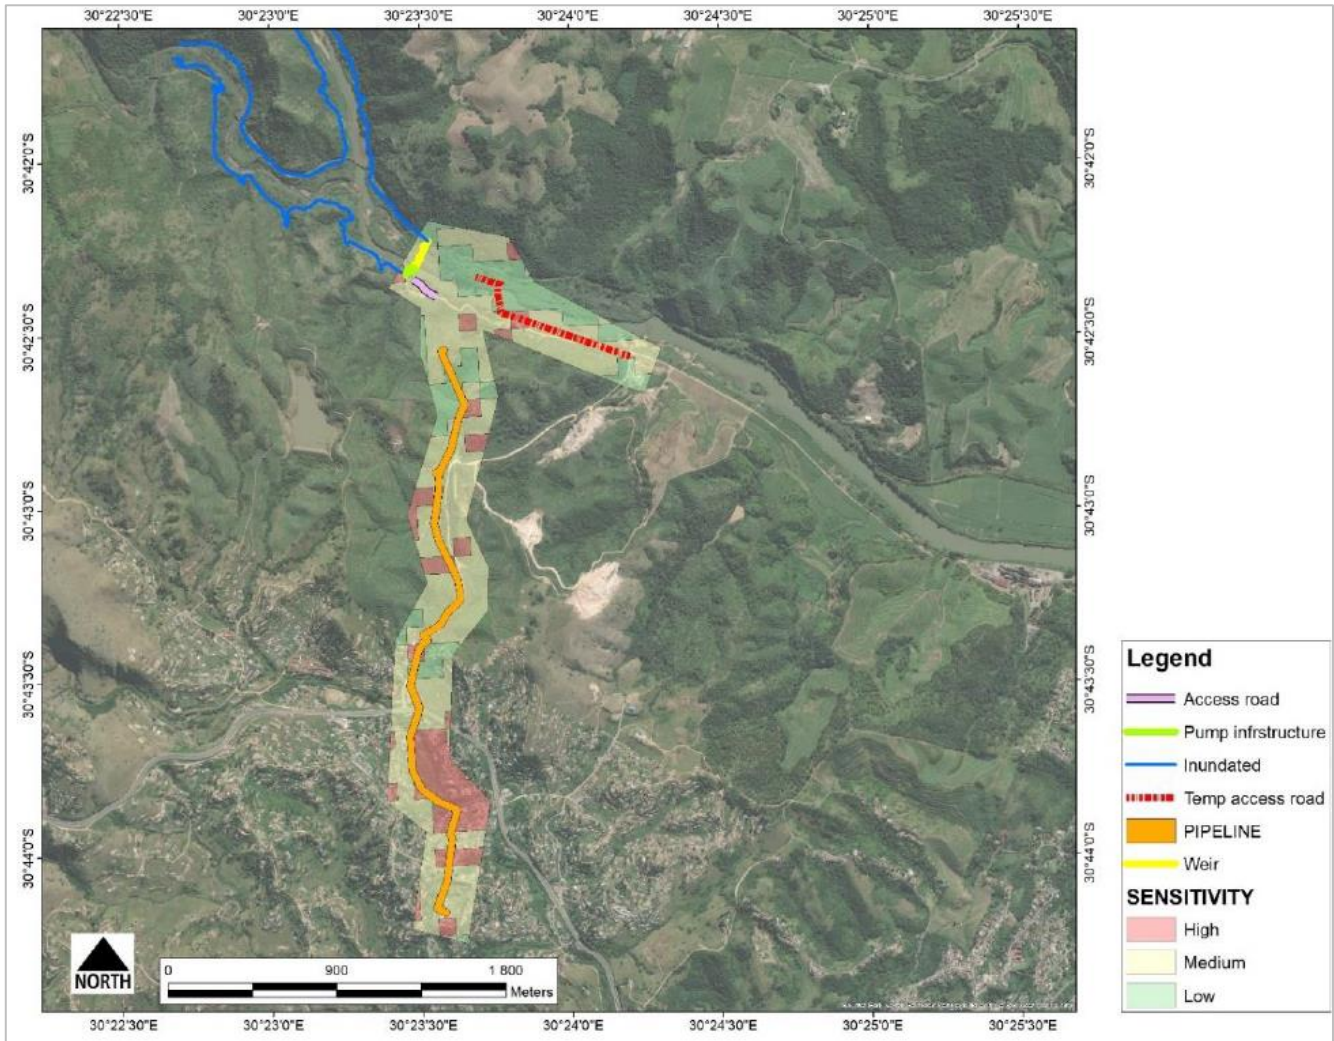 30°22'30"E 30°23'0"E 30°23'30"E 30°24'0"E 30°24'30"E 30°25'0"E 30°25'30"E
30°42'0"S 30°42'0"S
30°42'30"S 30°42'30"S
30°43'0"S 30°43'0"S
30°43'30"S 30°43'30"S
30°44'0"S 30°44'0"S
Legend
Access road
Pump infrstructure
Inundated
Temp access road
PIPELINE
Weir
SENSITIVITY
High
Medium
Low
NORTH
0 900 1 800
Meters
30°22'30"E 30°23'0"E 30°23'30"E 30°24'0"E 30°24'30"E 30°25'0"E 30°25'30"E